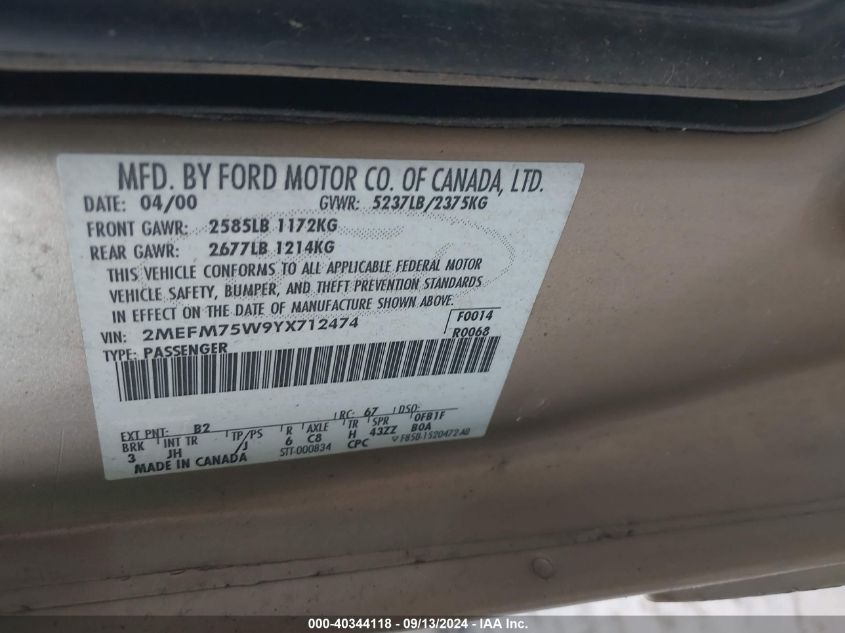 MFD. BY FORD MOTOR CO. OF CANADA, LTD.
DATE: 04/00 GVWR: 5237LB/2375KG
FRONT GAWR: 2585LB 1172KG
REAR GAWR: 2677LB 1214KG
THIS VEHICLE CONFORMS TO ALL APPLICABLE FEDERAL MOTOR
VEHICLE SAFETY, BUMPER, AND THEFT PREVENTION STANDARDS
IN EFFECT ON THE DATE OF MANUFACTURE SHOWN ABOVE.
VIN: 2MEFM75W9YX712474 F0014
TYPE: PASSENGER R0068
EXT PNT: B2 RC: 67 DSO: 0FB1F
BRK INT TR TP/PS R AXLE TR SPR B0A
3 JH /J 6 C8 H 43ZZ
MADE IN CANADA STT-000834 CPC F85B-1520472-AB
000-40344118 - 09/13/2024 - IAA Inc.